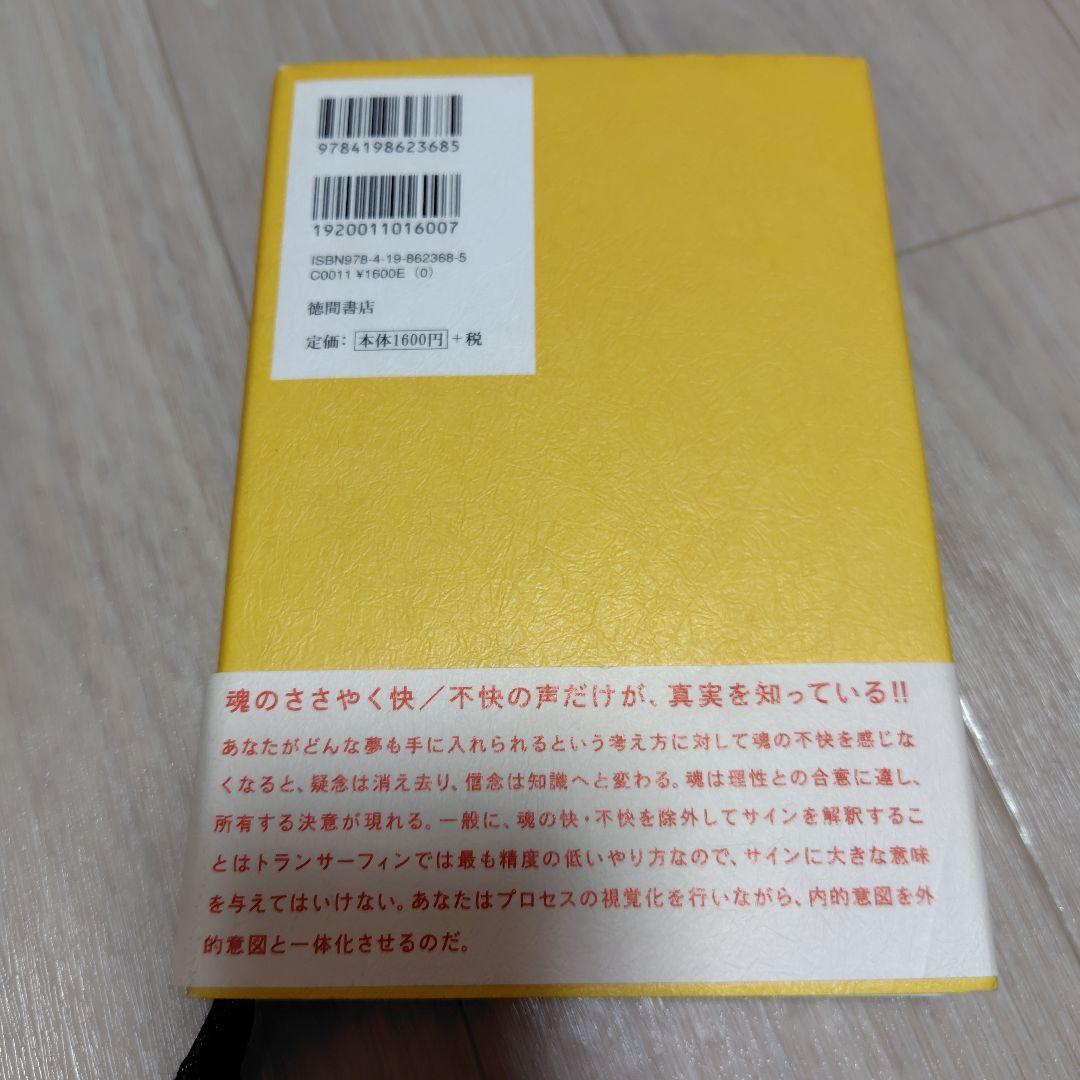 9784198623685
1920011016007
ISBN978-4-19-862368-5
C0011 ¥1600E (0)
徳間書店
定価： 本体1600円 +税
魂のささやく快／不快の声だけが、真実を知っている!!
あなたがどんな夢も手に入れられるという考え方に対して魂の不快を感じな
くなると、疑念は消え去り、信念は知識へと変わる。魂は理性との合意に達し、
所有する決意が現れる。一般に、魂の快・不快を除外してサインを解釈するこ
とはトランサーフィンでは最も精度の低いやり方なので、サインに大きな意味
を与えてはいけない。あなたはプロセスの視覚化を行いながら、内的意図を外
的意図と一体化させるのだ。